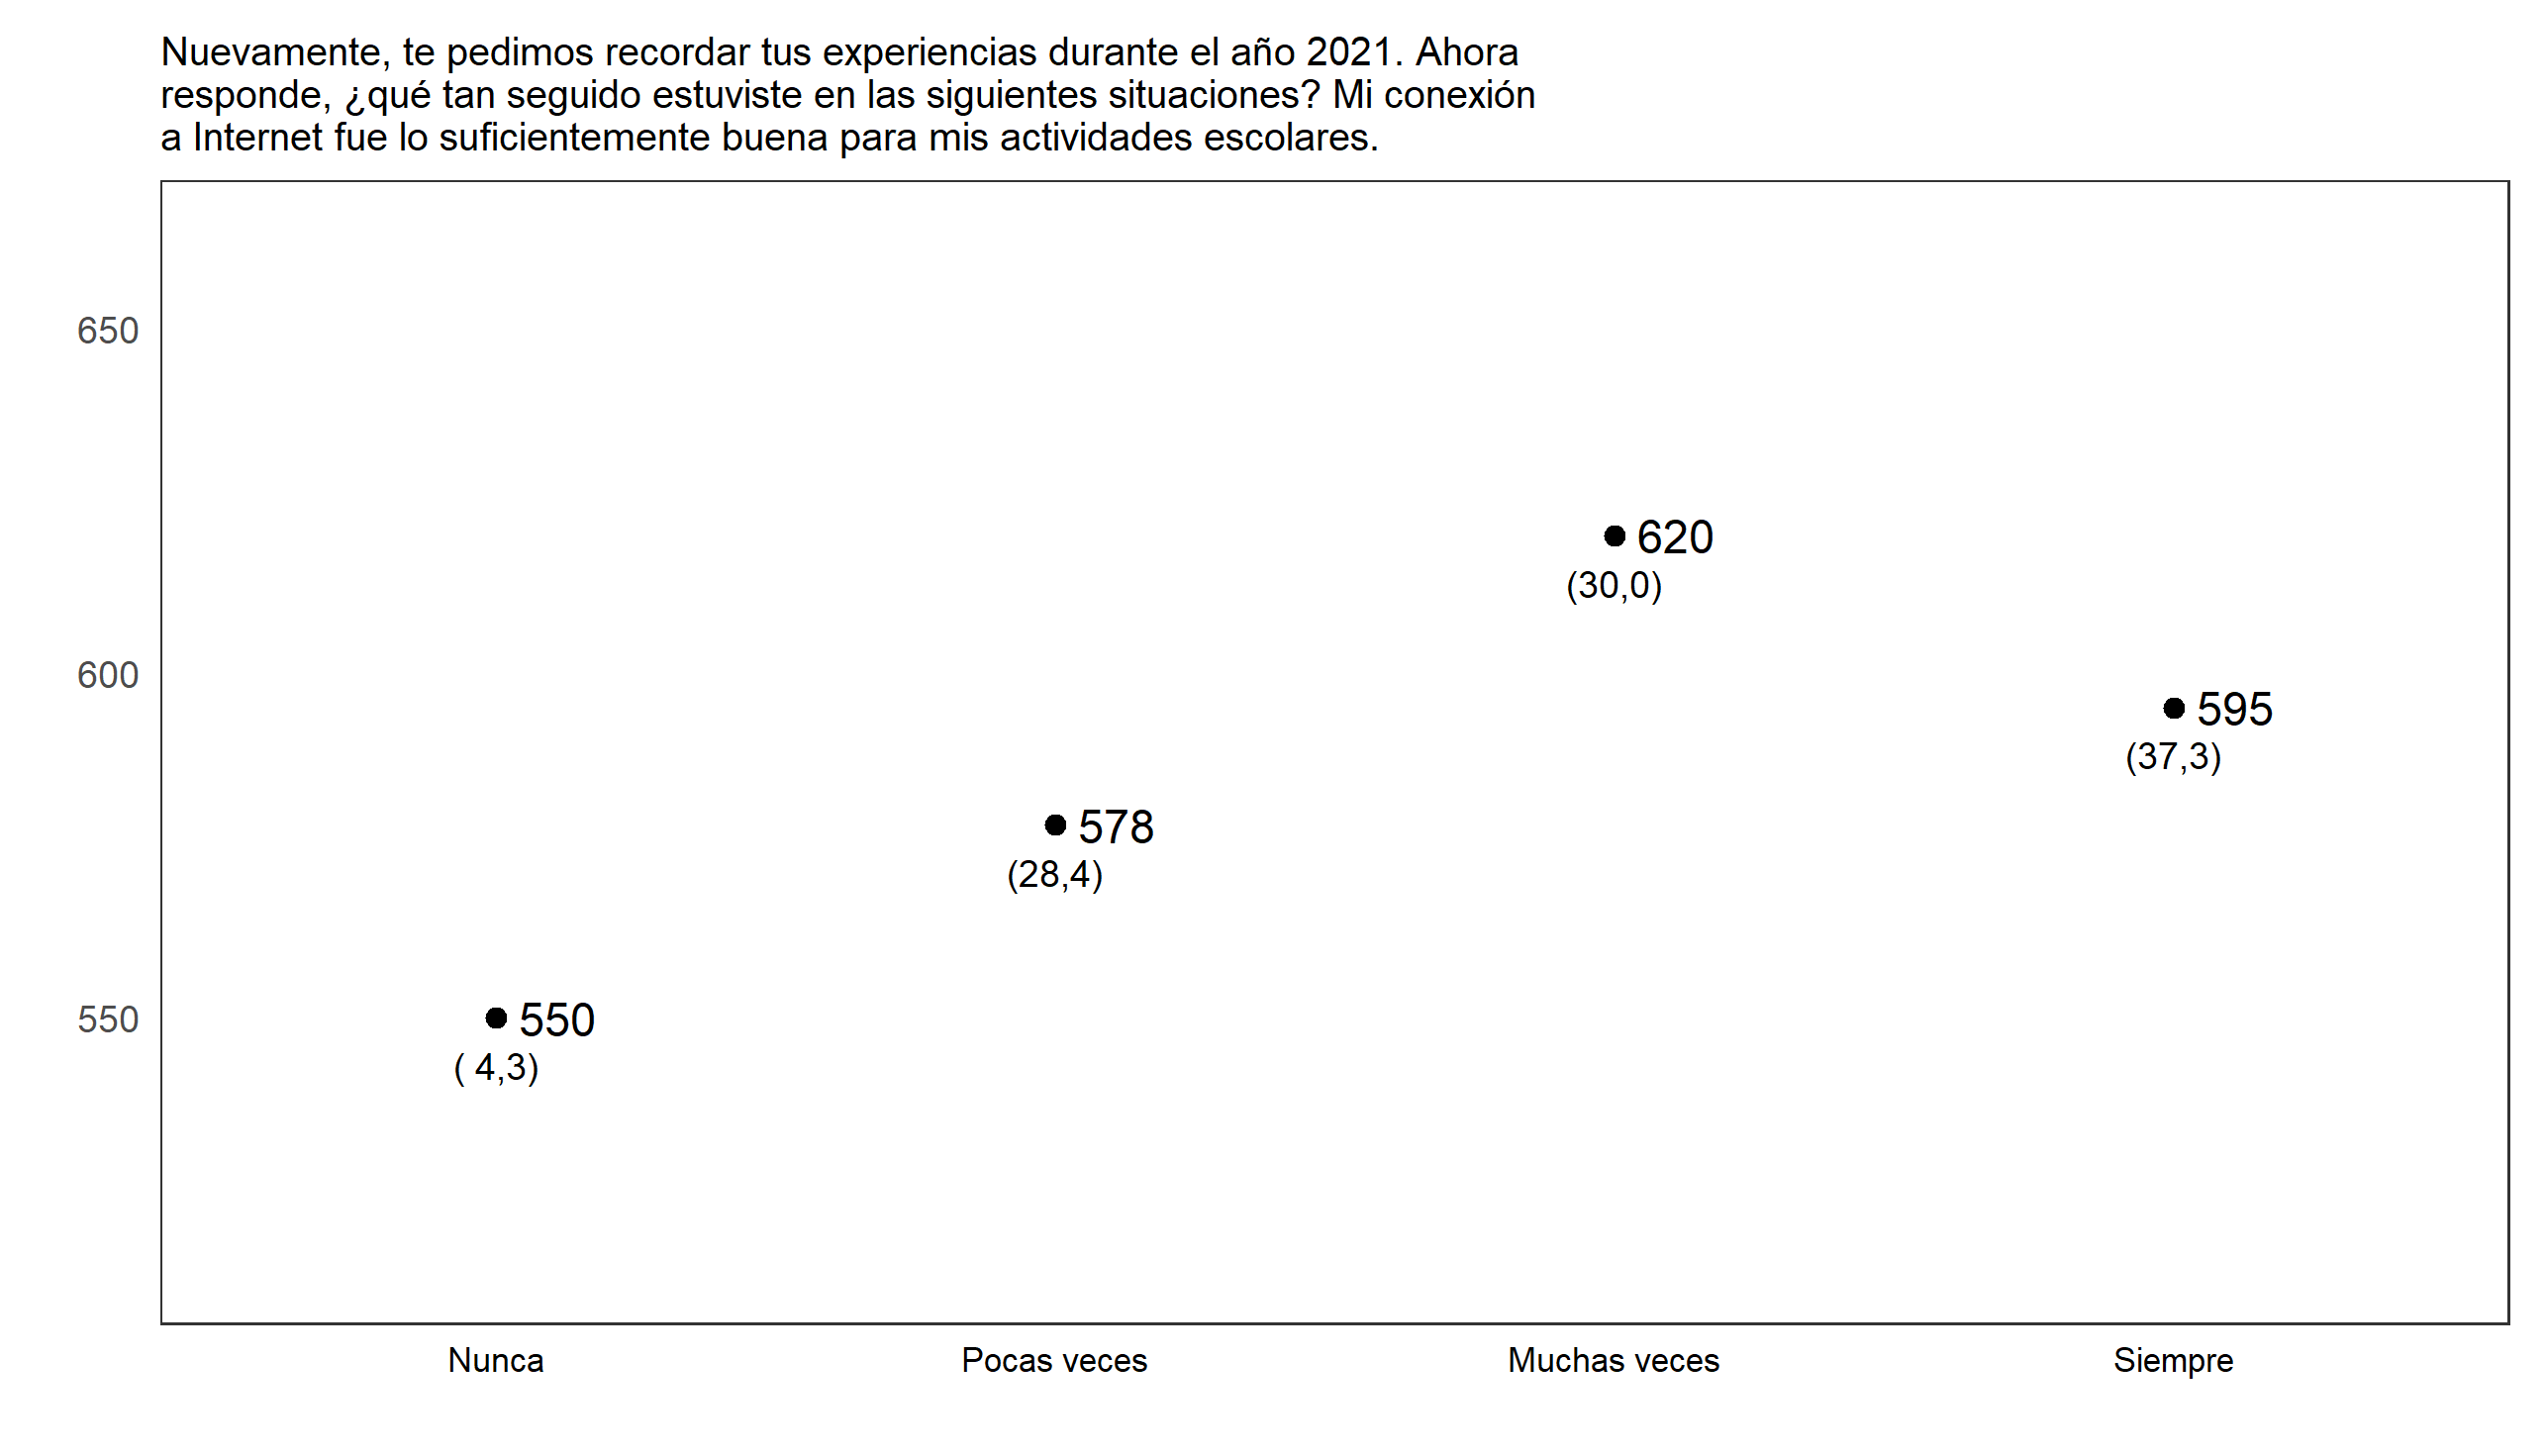 Nuevamente, te pedimos recordar tus experiencias durante el año 2021. Ahora
responde, ¿qué tan seguido estuviste en las siguientes situaciones? Mi conexión
a Internet fue lo suficientemente buena para mis actividades escolares.
650
620
(30,0)
600
595
(37,3)
578
(28,4)
550
550
( 4,3)
Nunca
Pocas veces
Muchas veces
Siempre